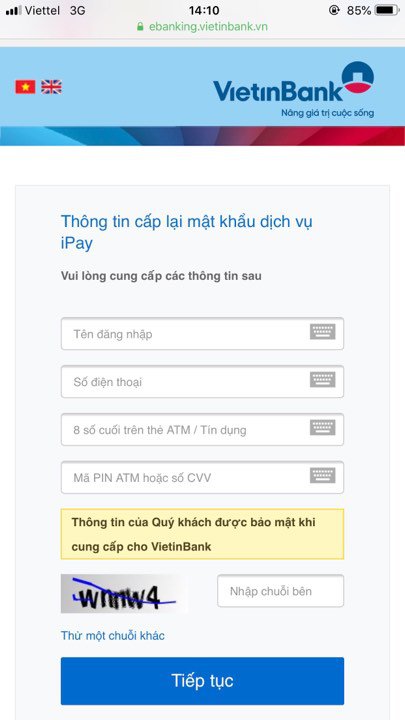 Viettel 3G 14:10 85%
ebanking.vietinbank.vn
VietinBank
Nâng giá trị cuộc sống
Thông tin cấp lại mật khẩu dịch vụ
iPay
Vui lòng cung cấp các thông tin sau
Tên đăng nhập
Số điện thoại
8 số cuối trên thẻ ATM / Tín dụng
Mã PIN ATM hoặc số CVV
Thông tin của Quý khách được bảo mật khi
cung cấp cho VietinBank
wnıw4 Nhập chuỗi bên
Thử một chuỗi khác
Tiếp tục